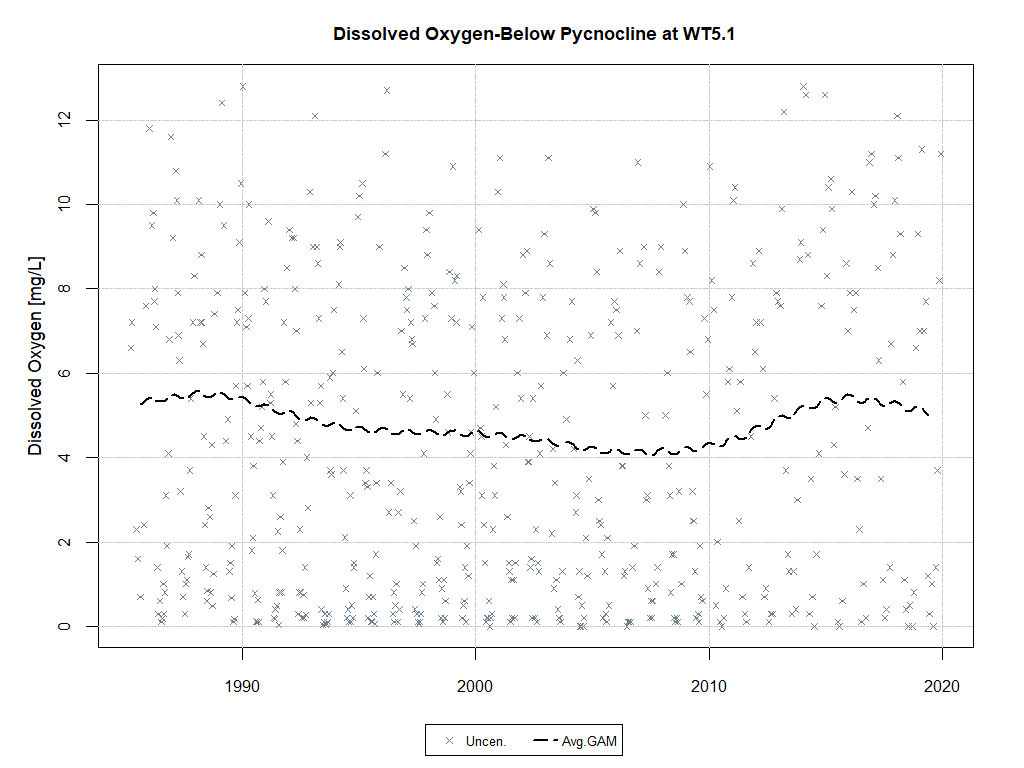 Dissolved Oxygen-Below Pycnocline at WT5.1
Dissolved Oxygen [mg/L]
12
10
8
6
4
2
0
1990 2000 2010 2020
Uncen. Avg.GAM